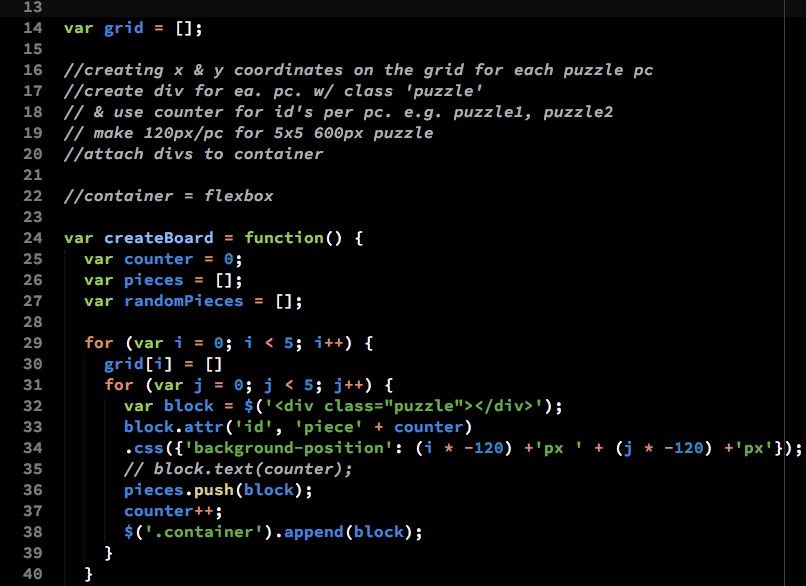 13
14 var grid = [];
15
16 //creating x & y coordinates on the grid for each puzzle pc
17 //create div for ea. pc. w/ class 'puzzle'
18 // & use counter for id's per pc. e.g. puzzle1, puzzle2
19 // make 120px/pc for 5x5 600px puzzle
20 //attach divs to container
21
22 //container = flexbox
23
24 var createBoard = function() {
25   var counter = 0;
26   var pieces = [];
27   var randomPieces = [];
28
29   for (var i = 0; i < 5; i++) {
30     grid[i] = []
31     for (var j = 0; j < 5; j++) {
32       var block = $('<div class="puzzle"></div>');
33       block.attr('id', 'piece' + counter)
34       .css({'background-position': (i * -120) +'px ' + (j * -120) +'px'});
35       // block.text(counter);
36       pieces.push(block);
37       counter++;
38       $('.container').append(block);
39     }
40   }